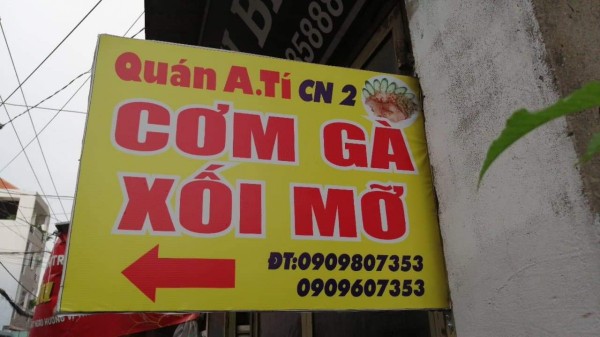 Quán A.Tí CN 2
CƠM GÀ
XỐI MỠ
ĐT:0909807353
0909607353